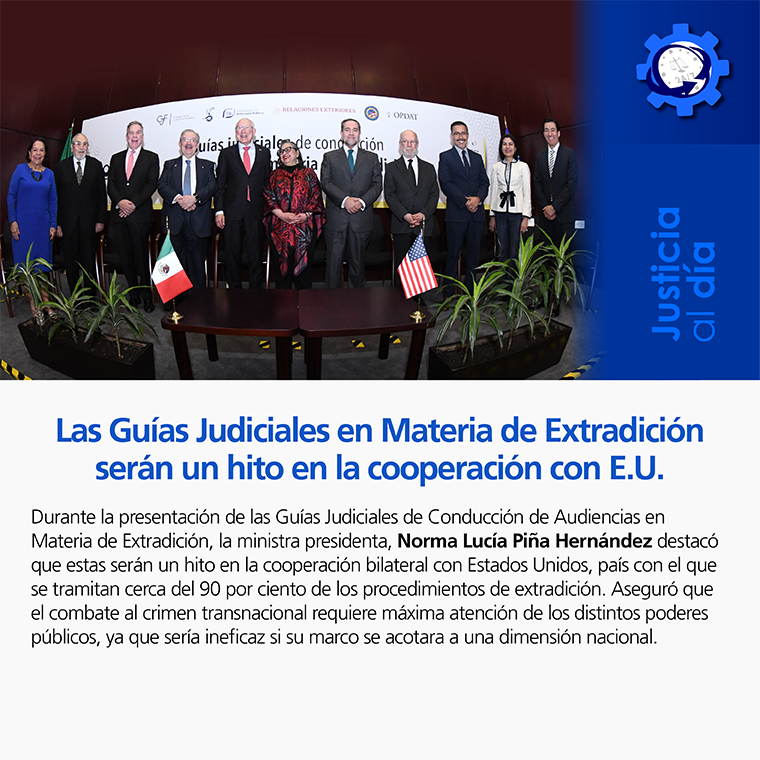 RELACIONES EXTERIORES
OPDAT
Guías judiciales de conducción
Justicia
al día
Las Guías Judiciales en Materia de Extradición
serán un hito en la cooperación con E.U.
Durante la presentación de las Guías Judiciales de Conducción de Audiencias en
Materia de Extradición, la ministra presidenta, Norma Lucía Piña Hernández destacó
que estas serán un hito en la cooperación bilateral con Estados Unidos, país con el que
se tramitan cerca del 90 por ciento de los procedimientos de extradición. Aseguró que
el combate al crimen transnacional requiere máxima atención de los distintos poderes
públicos, ya que sería ineficaz si su marco se acotara a una dimensión nacional.